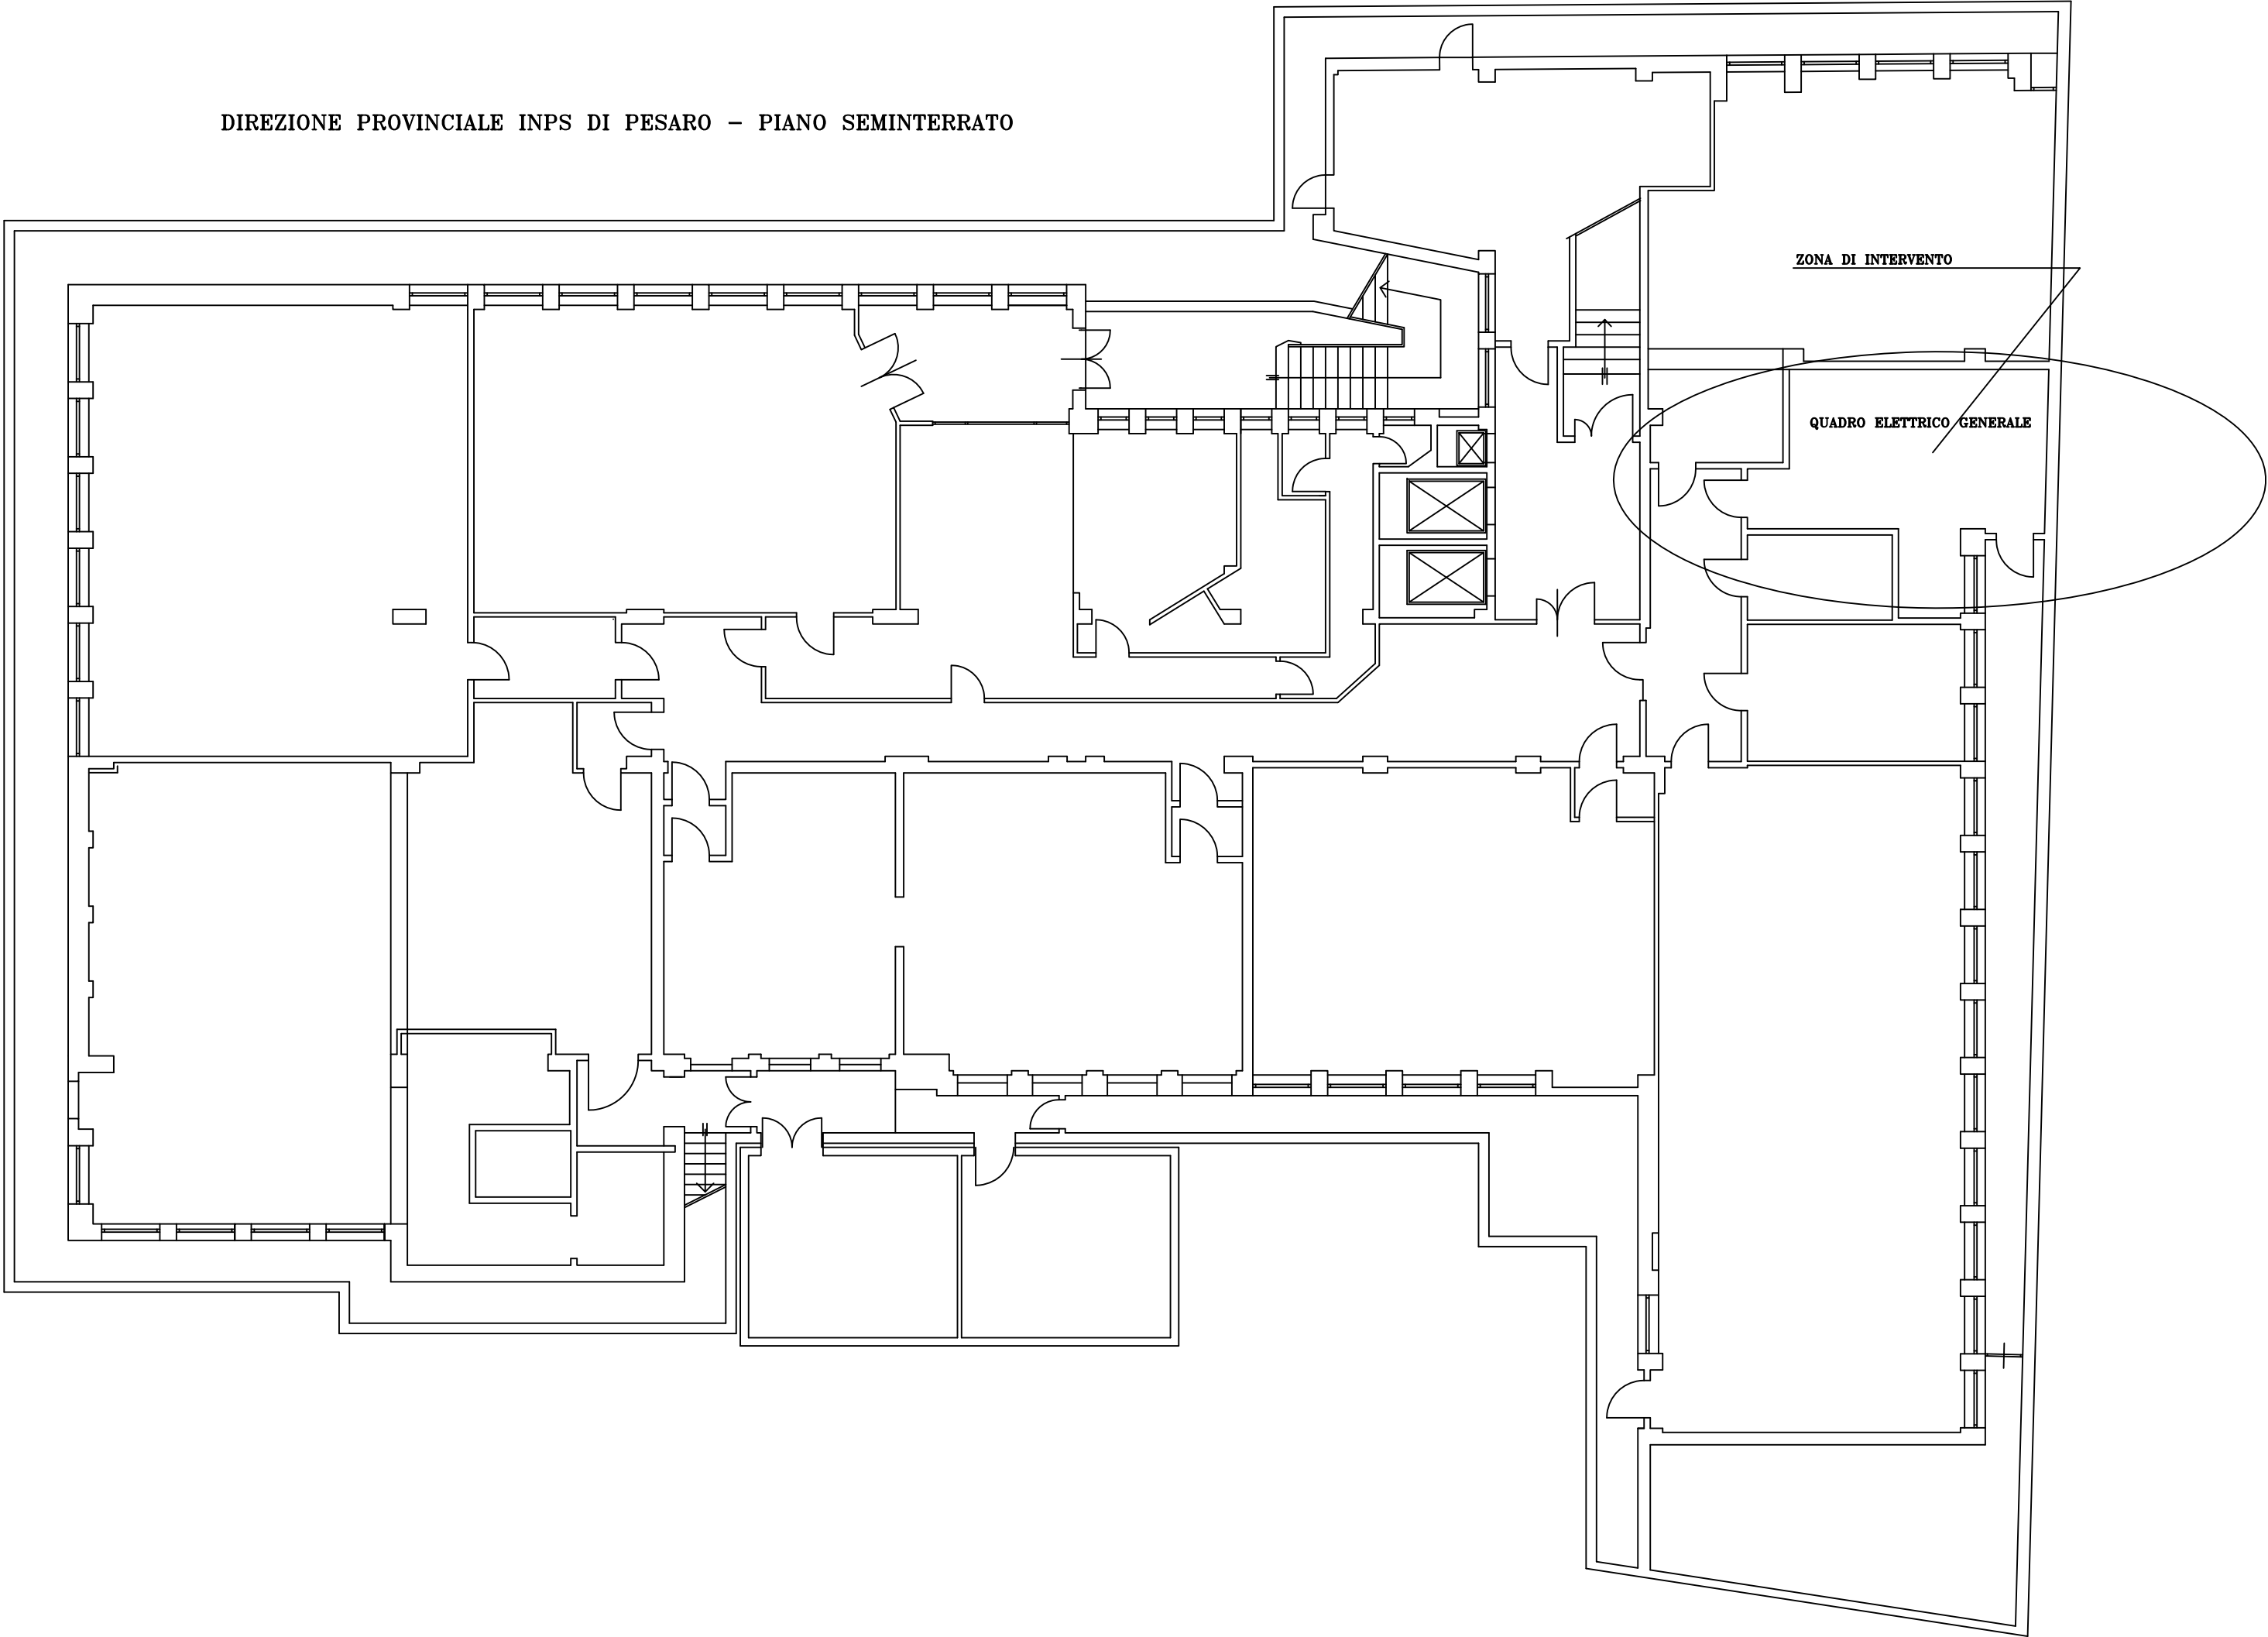 DIREZIONE PROVINCIALE INPS DI PESARO – PIANO SEMINTERRATO
ZONA DI INTERVENTO
QUADRO ELETTRICO GENERALE